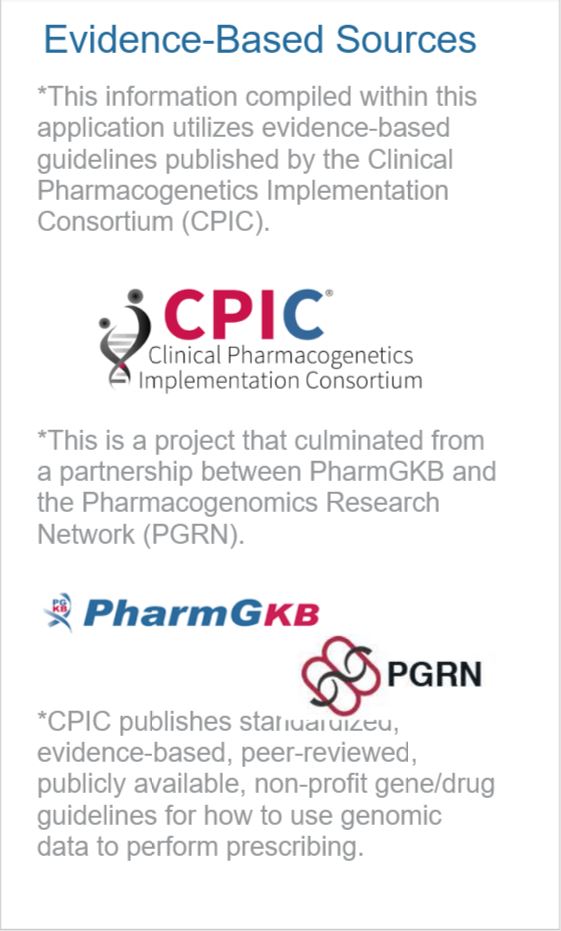 Evidence-Based Sources
*This information compiled within this
application utilizes evidence-based
guidelines published by the Clinical
Pharmacogenetics Implementation
Consortium (CPIC).
CPIC®
Clinical Pharmacogenetics
Implementation Consortium
*This is a project that culminated from
a partnership between PharmGKB and
the Pharmacogenomics Research
Network (PGRN).
PG
KB
PharmGKB
PGRN
*CPIC publishes standardized,
evidence-based, peer-reviewed,
publicly available, non-profit gene/drug
guidelines for how to use genomic
data to perform prescribing.